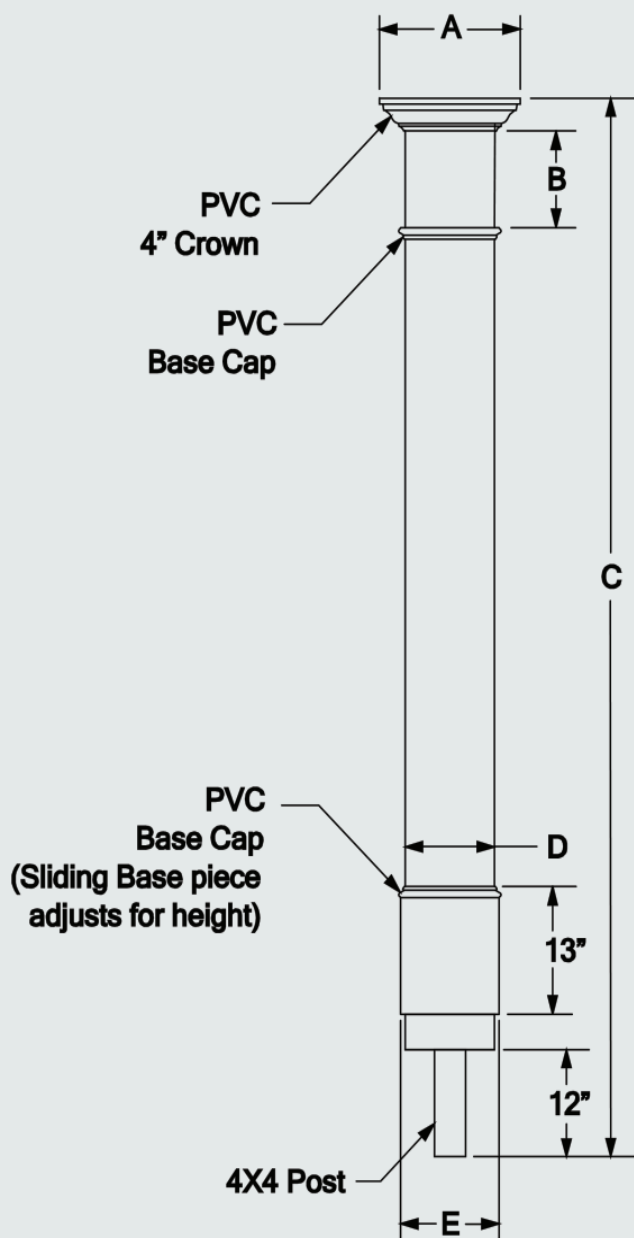 A
B
PVC
4” Crown
PVC
Base Cap
C
PVC
Base Cap
(Sliding Base piece
adjusts for height)
D
13”
12”
4X4 Post
E